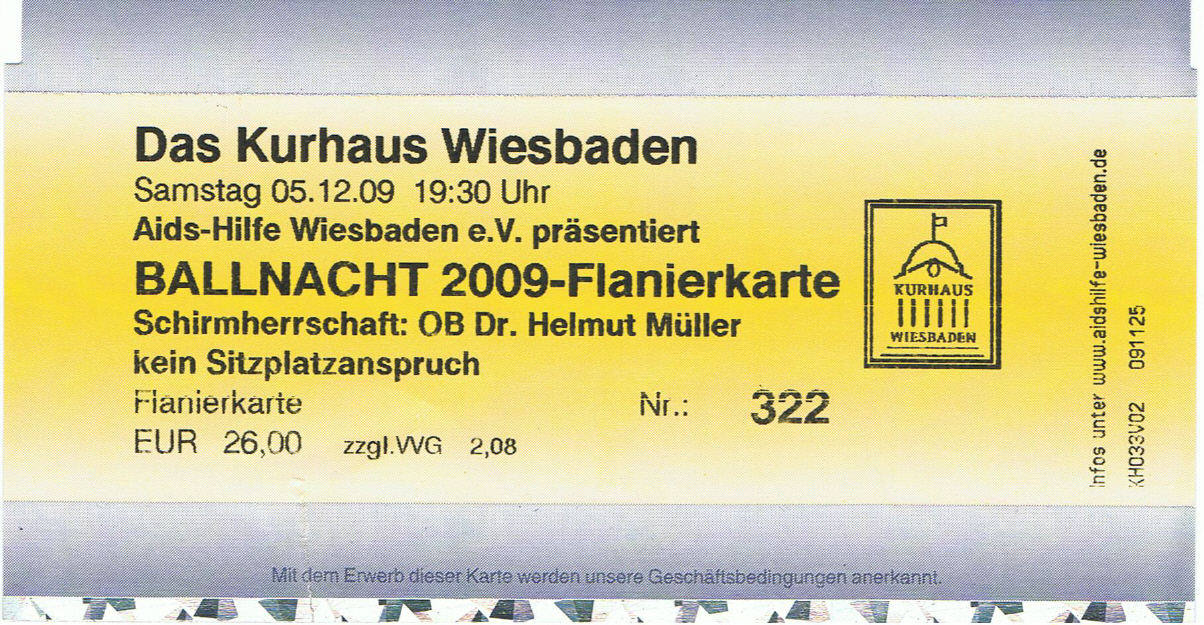 Das Kurhaus Wiesbaden
Samstag 05.12.09 19:30 Uhr
Aids-Hilfe Wiesbaden e.V. präsentiert
BALLNACHT 2009-Flanierkarte
Schirmherrschaft: OB Dr. Helmut Müller
kein Sitzplatzanspruch
Flanierkarte Nr.: 322
EUR 26,00 zzgl.VVG 2,08
KURHAUS
WIESBADEN
Infos unter www.aidshilfe-wiesbaden.de
KH033V02 091125
Mit dem Erwerb dieser Karte werden unsere Geschäftsbedingungen anerkannt.